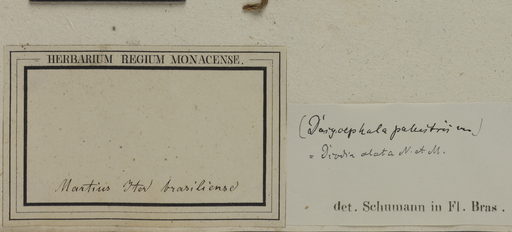 HERBARIUM REGIUM MONACENSE.
Martius Iter brasiliense
(Dasycephala palustris m.)
= Diodia alata N. et M.
det. Schumann in Fl. Bras.